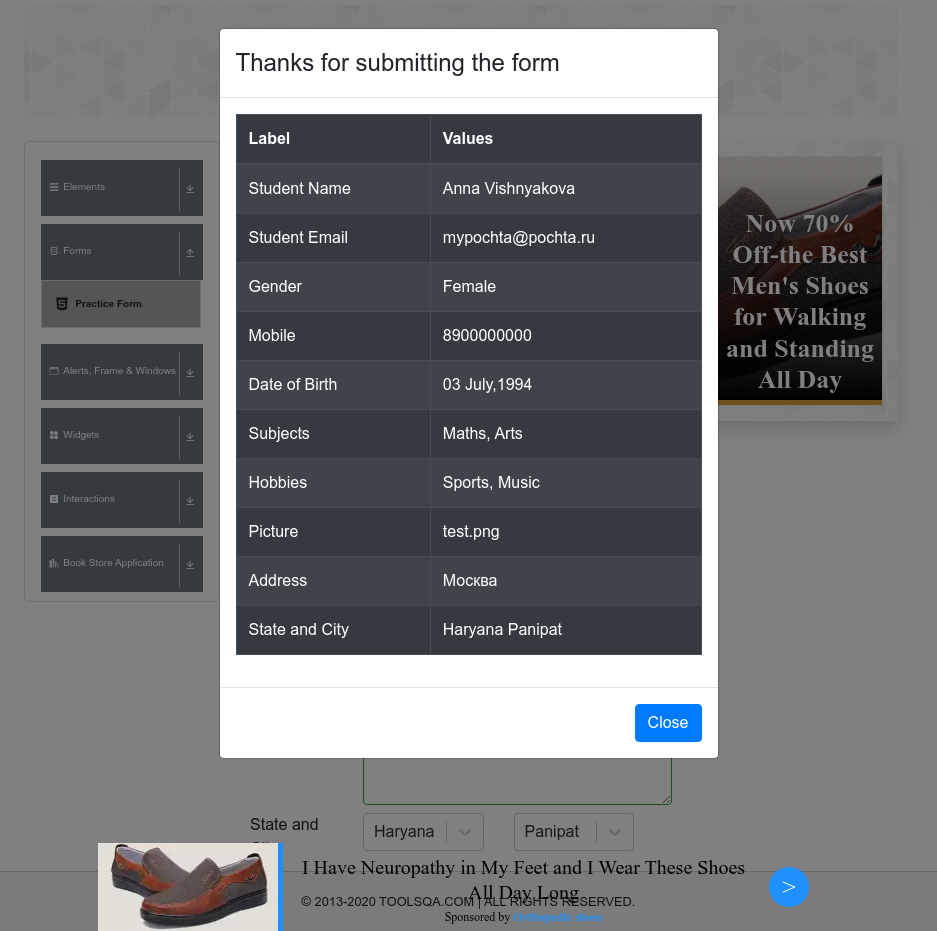 Thanks for submitting the form
Label Values
Student Name Anna Vishnyakova
Student Email mypochta@pochta.ru
Gender Female
Mobile 8900000000
Date of Birth 03 July,1994
Subjects Maths, Arts
Hobbies Sports, Music
Picture test.png
Address Москва
State and City Haryana Panipat
Close
Elements
Forms
Practice Form
Alerts, Frame & Windows
Widgets
Interactions
Book Store Application
Now 70%
Off-the Best
Men's Shoes
for Walking
and Standing
All Day
State and
Haryana Panipat
I Have Neuropathy in My Feet and I Wear These Shoes
All Day Long
© 2013-2020 TOOLSQA.COM | ALL RIGHTS RESERVED.
Sponsored by
>